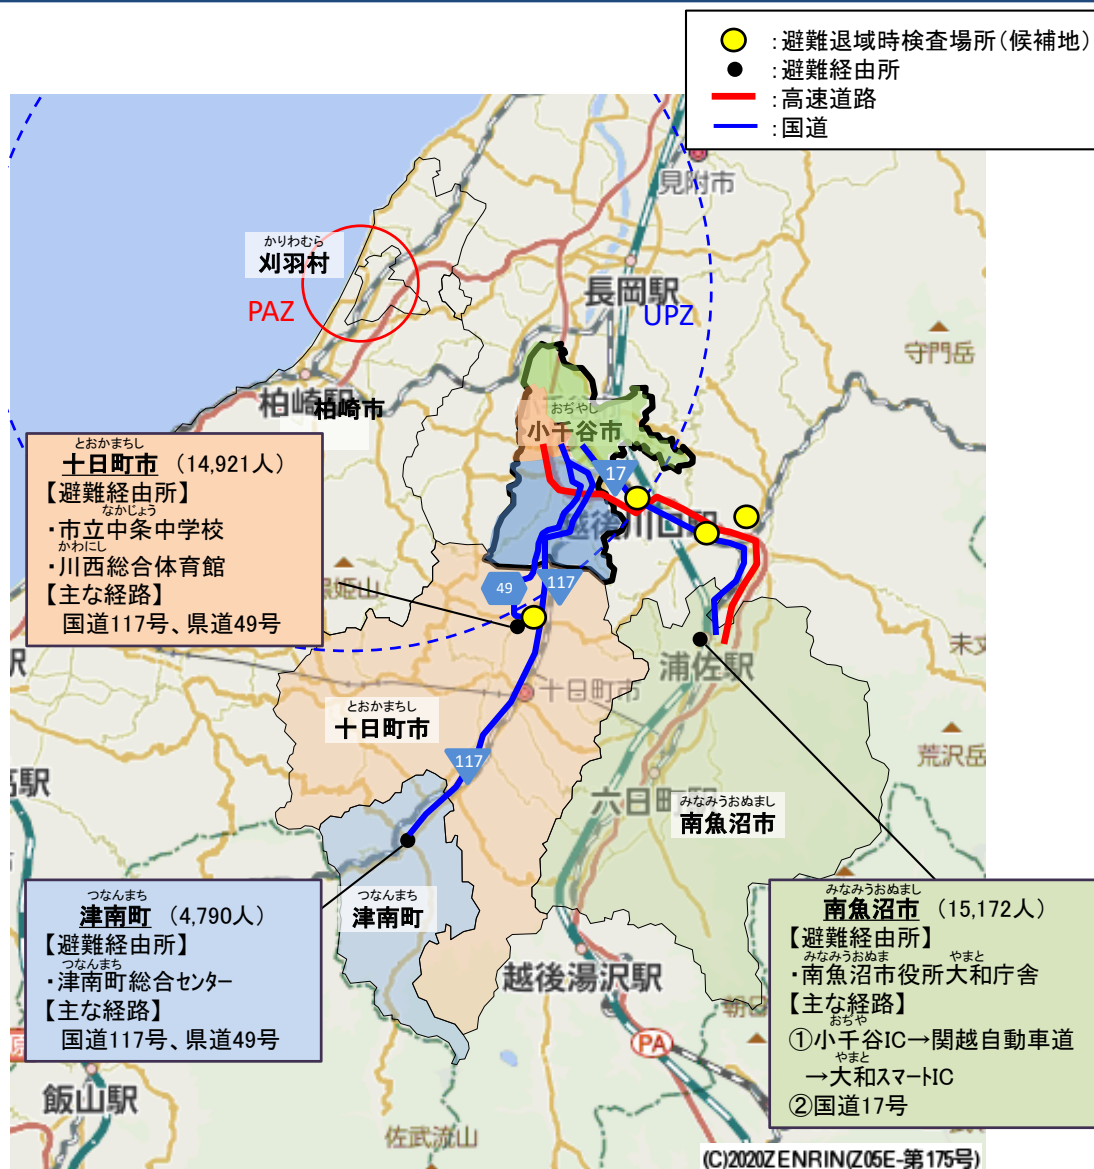 ：避難退域時検査場所（候補地）
：避難経由所
：高速道路
：国道
見附市
かりわむら
刈羽村
PAZ
長岡駅
UPZ
守門岳
柏崎駅
柏崎市
おぢやし
小千谷市
17
越後川口駅
とおかまちし
十日町市 （14,921人）
【避難経由所】
なかじょう
・市立中条中学校
かわにし
・川西総合体育館
【主な経路】
国道117号、県道49号
49
117
浦佐駅
十日町市
とおかまちし
十日町市
荒沢岳
117
六日町駅
みなみうおぬまし
南魚沼市
つなんまち
津南町 （4,790人）
【避難経由所】
つなんまち
・津南町総合センター
【主な経路】
国道117号、県道49号
つなんまち
津南町
越後湯沢駅
PA
みなみうおぬまし
南魚沼市 （15,172人）
【避難経由所】
みなみうおぬま やまと
・南魚沼市役所大和庁舎
【主な経路】
おぢや
①小千谷IC→関越自動車道
やまと
→大和スマートIC
②国道17号
飯山駅
佐武流山
(C)2020ZENRIN(Z05E-第175号)